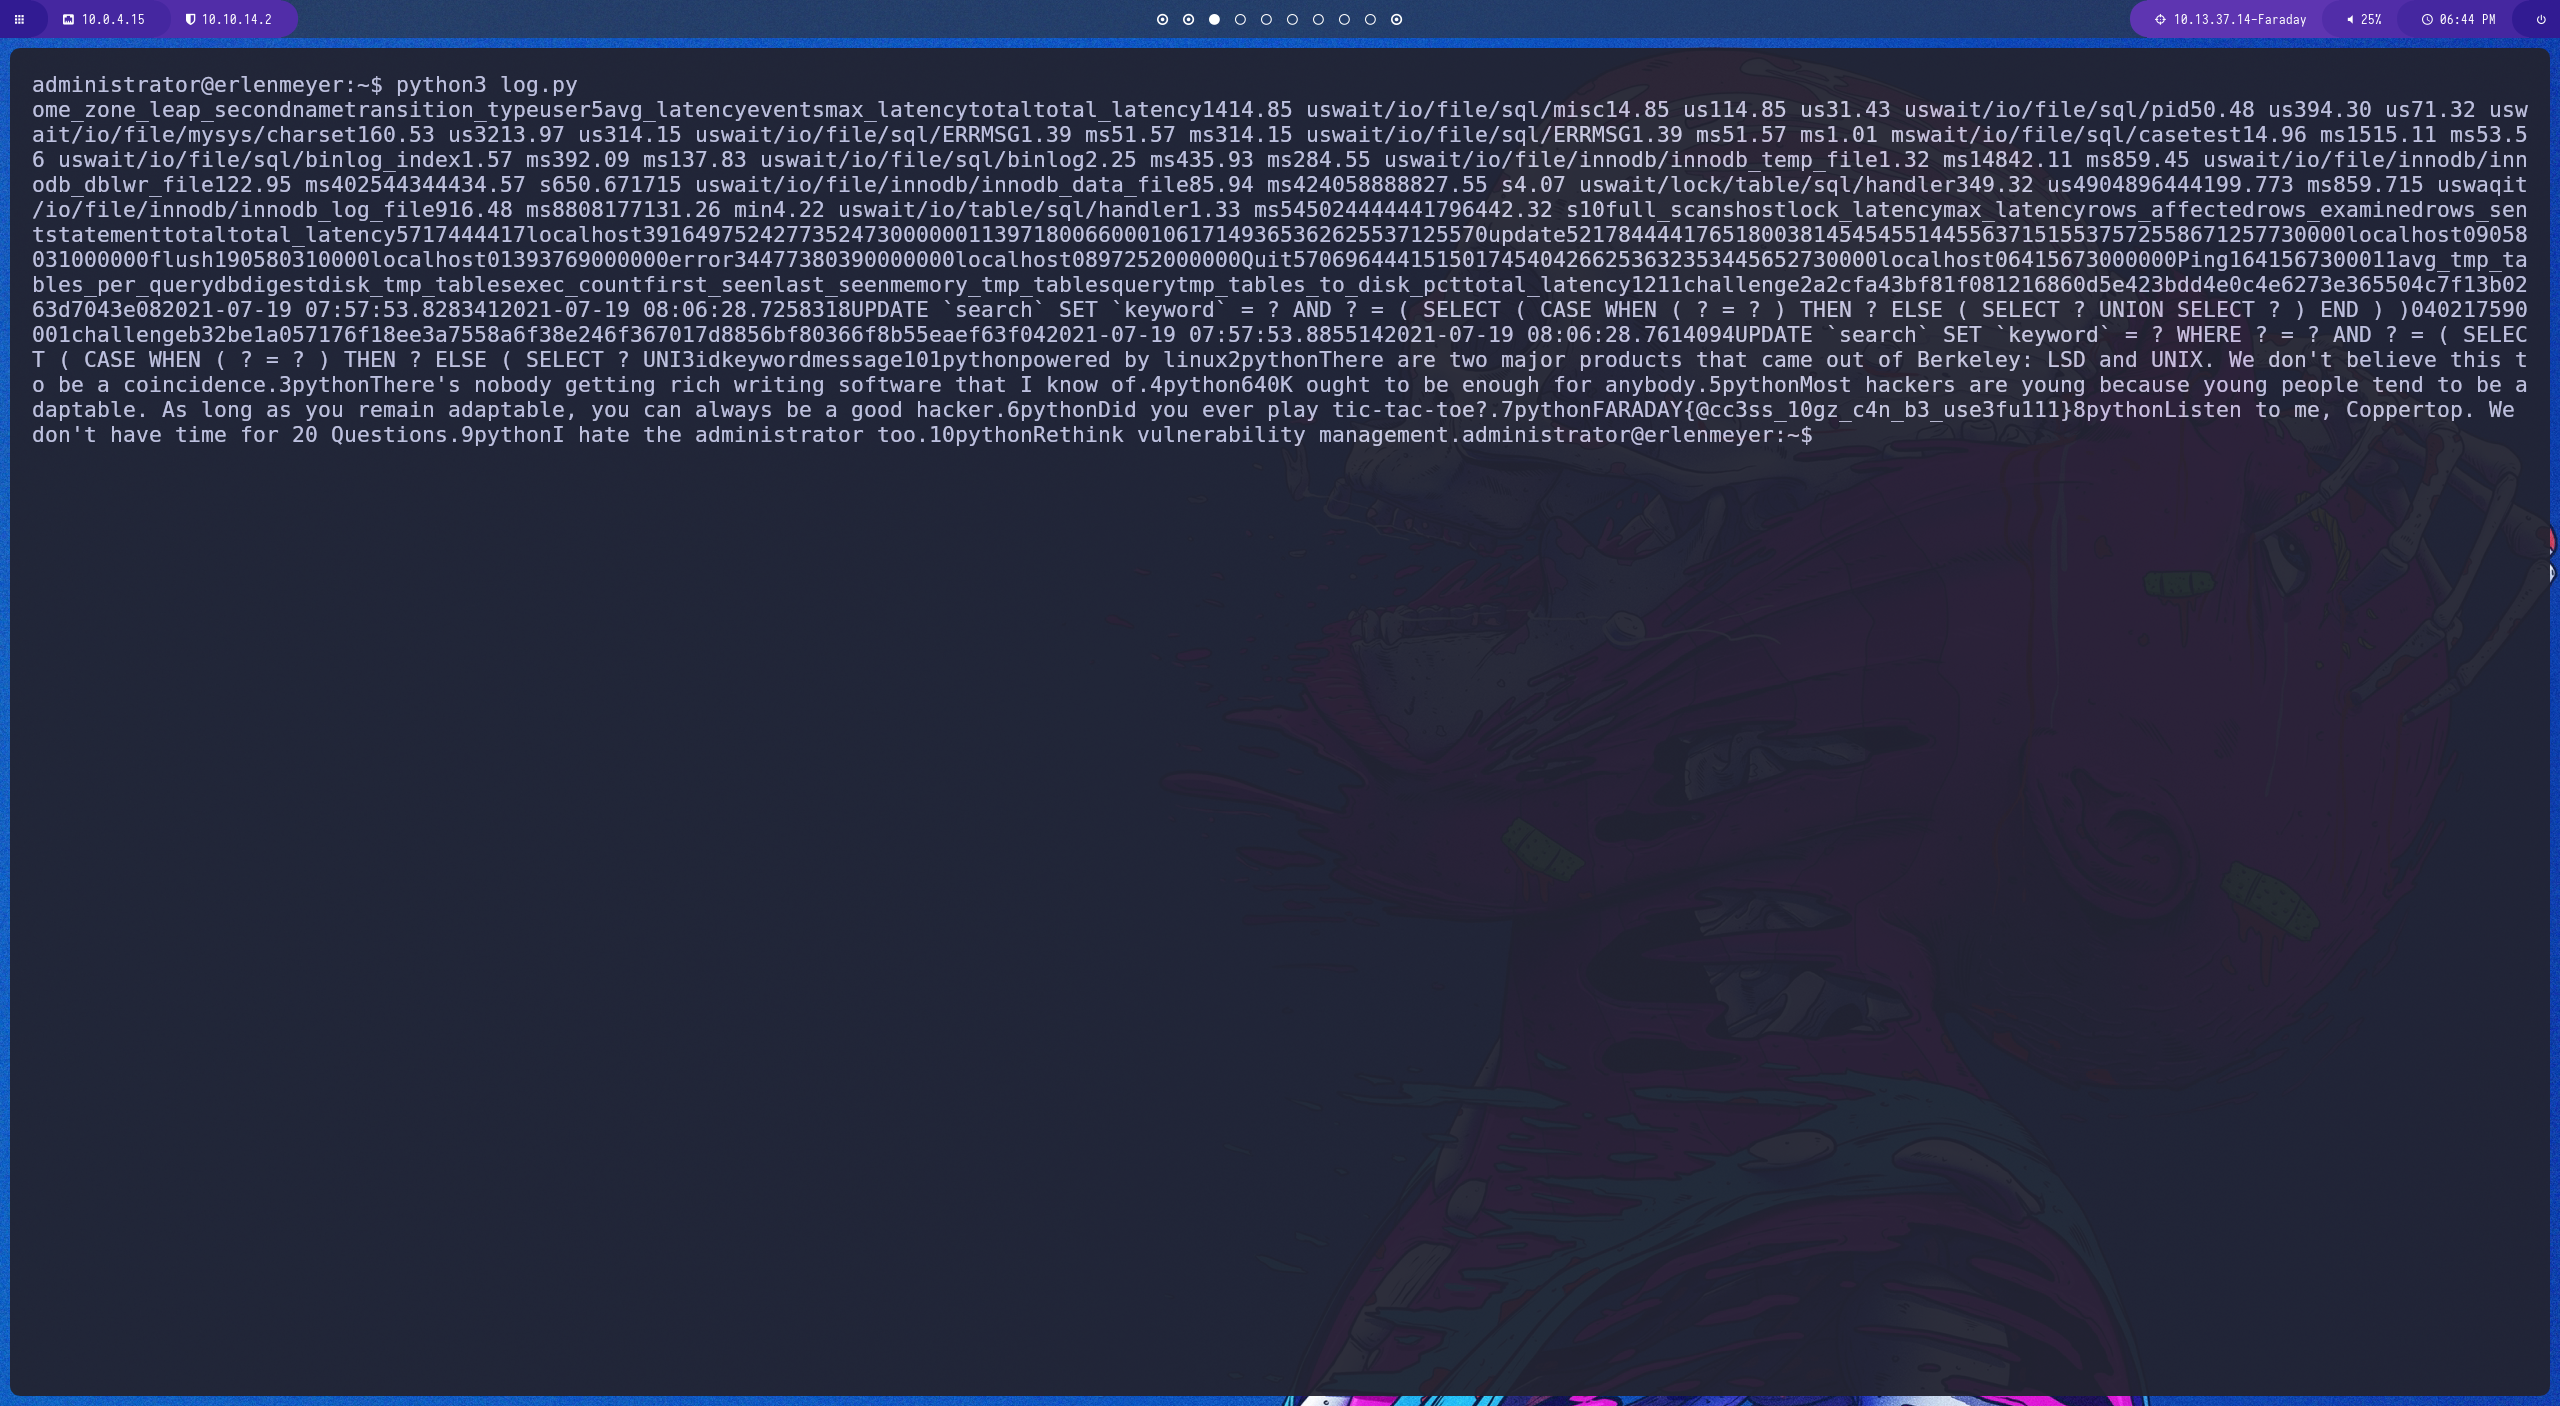 10.0.4.15 10.10.14.2 10.13.37.14-Faraday 25% 06:44 PM
administrator@erlenmeyer:~$ python3 log.py
ome_zone_leap_secondnametransition_typeuser5avg_latencyeventsmax_latencytotaltotal_latency1414.85 uswait/io/file/sql/misc14.85 us114.85 us31.43 uswait/io/file/sql/pid50.48 us394.30 us71.32 usw
ait/io/file/mysys/charset160.53 us3213.97 us314.15 uswait/io/file/sql/ERRMSG1.39 ms51.57 ms314.15 uswait/io/file/sql/ERRMSG1.39 ms51.57 ms1.01 mswait/io/file/sql/casetest14.96 ms1515.11 ms53.5
6 uswait/io/file/sql/binlog_index1.57 ms392.09 ms137.83 uswait/io/file/sql/binlog2.25 ms435.93 ms284.55 uswait/io/file/innodb/innodb_temp_file1.32 ms14842.11 ms859.45 uswait/io/file/innodb/inn
odb_dblwr_file122.95 ms402544344434.57 s650.671715 uswait/io/file/innodb/innodb_data_file85.94 ms424058888827.55 s4.07 uswait/lock/table/sql/handler349.32 us4904896444199.773 ms859.715 uswaqit
/io/file/innodb/innodb_log_file916.48 ms8808177131.26 min4.22 uswait/io/table/sql/handler1.33 ms545024444441796442.32 s10full_scanshostlock_latencymax_latencyrows_affectedrows_examinedrows_sen
tstatementtotaltotal_latency5717444417localhost39164975242773524730000001139718006600010617149365362625537125570update521784444176518003814545455144556371515537572558671257730000localhost09058
031000000flush190580310000localhost01393769000000error34477380390000000localhost0897252000000Quit570696444151501745404266253632353445652730000localhost06415673000000Ping1641567300011avg_tmp_ta
bles_per_querydbdigestdisk_tmp_tablesexec_countfirst_seenlast_seenmemory_tmp_tablesquerytmp_tables_to_disk_pcttotal_latency1211challenge2a2cfa43bf81f081216860d5e423bdd4e0c4e6273e365504c7f13b02
63d7043e082021-07-19 07:57:53.8283412021-07-19 08:06:28.7258318UPDATE `search` SET `keyword` = ? AND ? = ( SELECT ( CASE WHEN ( ? = ? ) THEN ? ELSE ( SELECT ? UNION SELECT ? ) END ) )040217590
001challengeb32be1a057176f18ee3a7558a6f38e246f367017d8856bf80366f8b55eaef63f042021-07-19 07:57:53.8855142021-07-19 08:06:28.7614094UPDATE `search` SET `keyword` = ? WHERE ? = ? AND ? = ( SELEC
T ( CASE WHEN ( ? = ? ) THEN ? ELSE ( SELECT ? UNI3idkeywordmessage101pythonpowered by linux2pythonThere are two major products that came out of Berkeley: LSD and UNIX. We don't believe this t
o be a coincidence.3pythonThere's nobody getting rich writing software that I know of.4python640K ought to be enough for anybody.5pythonMost hackers are young because young people tend to be a
daptable. As long as you remain adaptable, you can always be a good hacker.6pythonDid you ever play tic-tac-toe?.7pythonFARADAY{@cc3ss_10gz_c4n_b3_use3fu111}8pythonListen to me, Coppertop. We
don't have time for 20 Questions.9pythonI hate the administrator too.10pythonRethink vulnerability management.administrator@erlenmeyer:~$